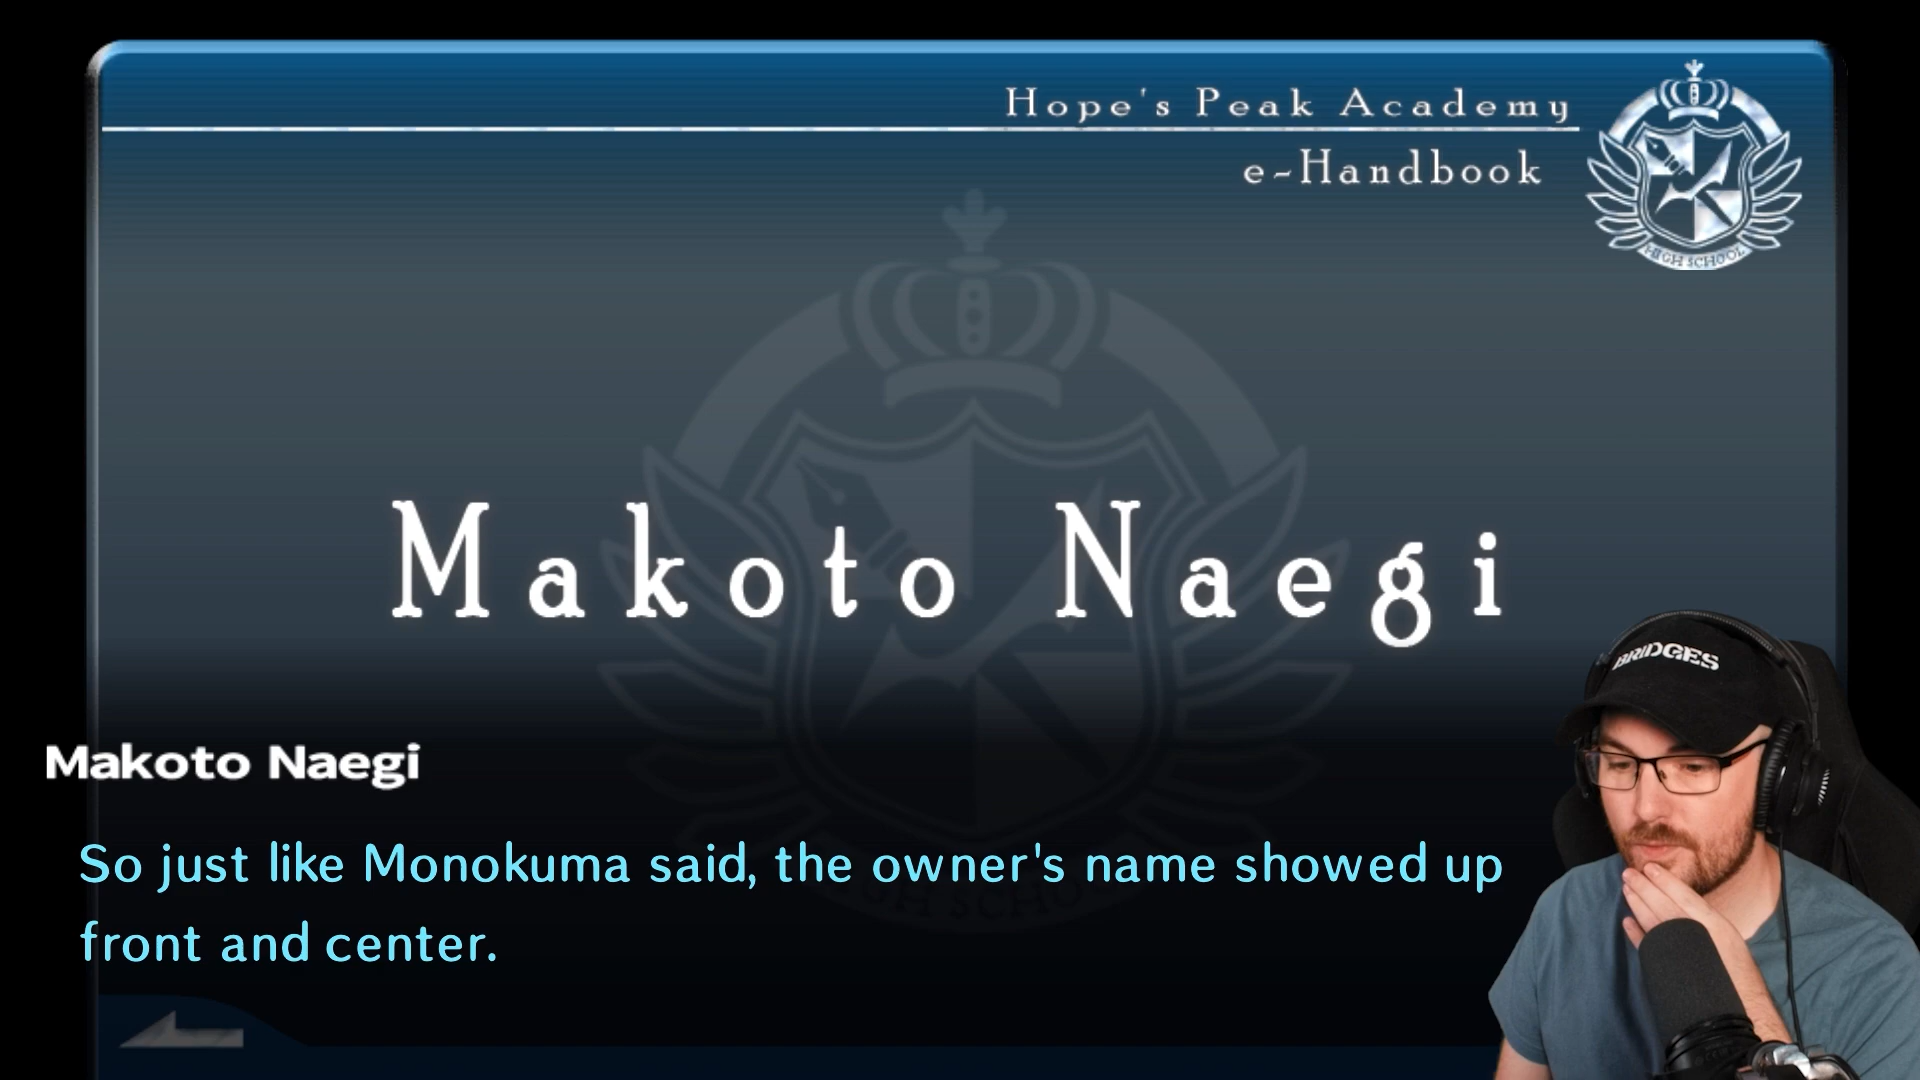 Hope's Peak Academy
e-Handbook
HIGH SCHOOL
Makoto Naegi
BRIDGES
Makoto Naegi
So just like Monokuma said, the owner's name showed up
front and center.